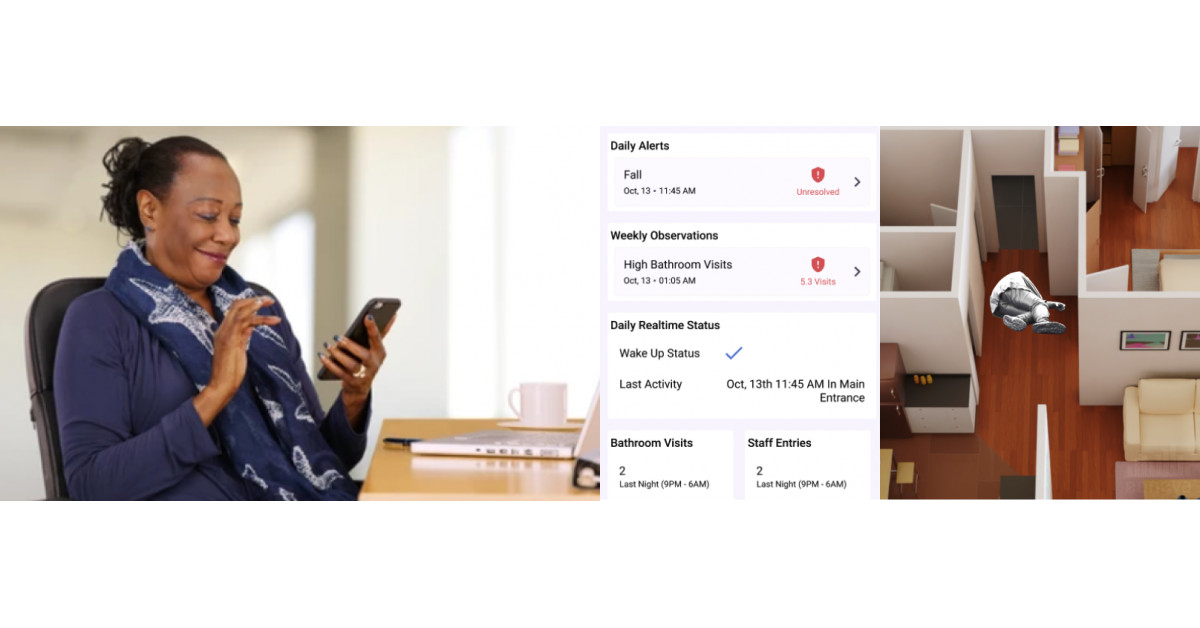 Daily Alerts
Fall
Oct, 13 • 11:45 AM
Unresolved
Weekly Observations
High Bathroom Visits
Oct, 13 • 01:05 AM
5.3 Visits
Daily Realtime Status
Wake Up Status
Last Activity
Oct, 13th 11:45 AM In Main
Entrance
Bathroom Visits
2
Last Night (9PM - 6AM)
Staff Entries
2
Last Night (9PM - 6AM)